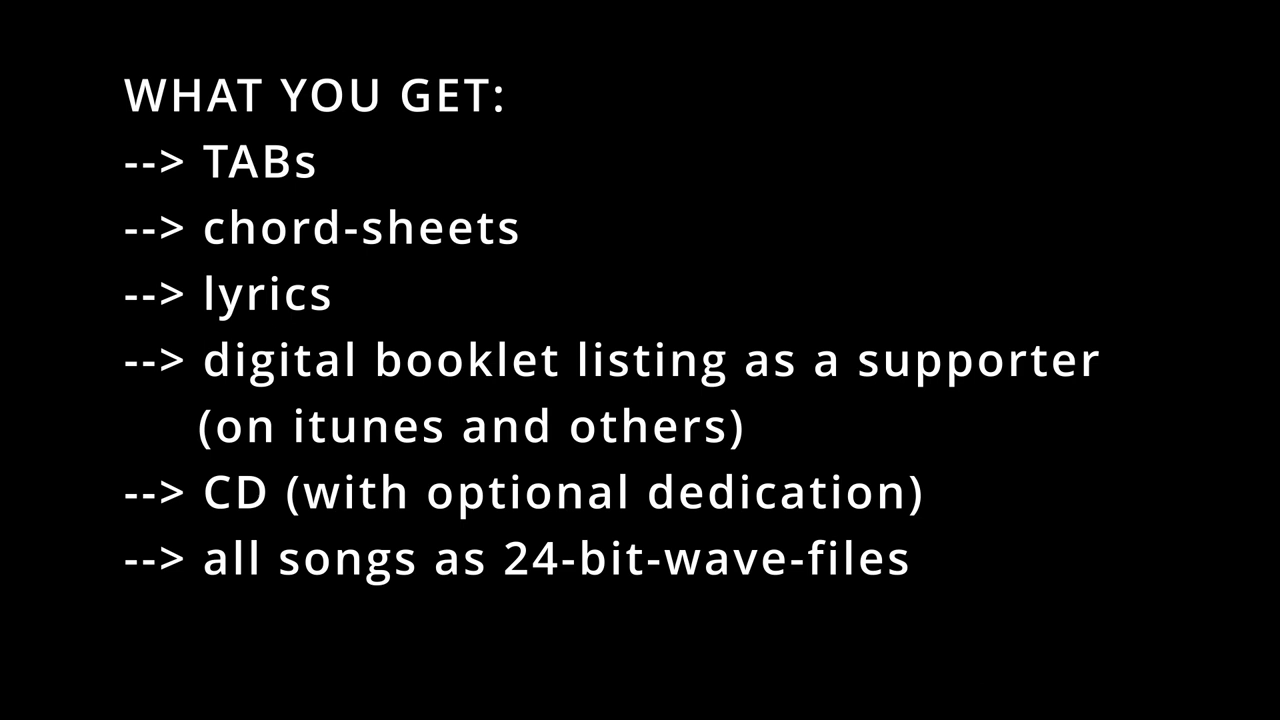 WHAT YOU GET:
--> TABs
--> chord-sheets
--> lyrics
--> digital booklet listing as a supporter
(on itunes and others)
--> CD (with optional dedication)
--> all songs as 24-bit-wave-files